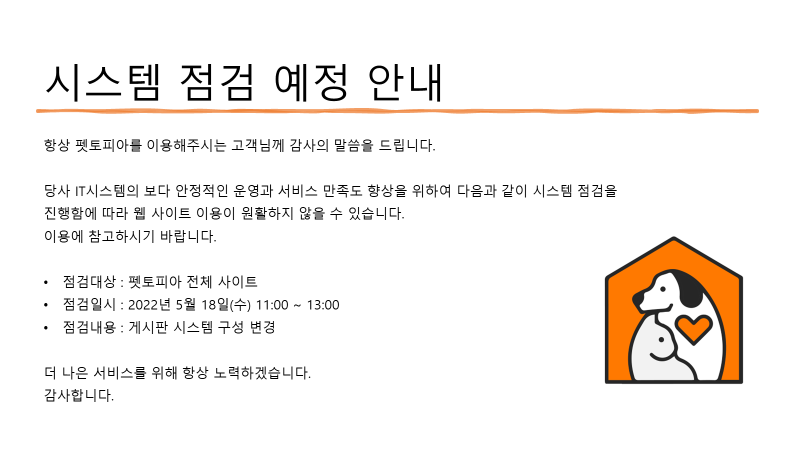 시스템 점검 예정 안내
항상 펫토피아를 이용해주시는 고객님께 감사의 말씀을 드립니다.
당사 IT시스템의 보다 안정적인 운영과 서비스 만족도 향상을 위하여 다음과 같이 시스템 점검을
진행함에 따라 웹 사이트 이용이 원활하지 않을 수 있습니다.
이용에 참고하시기 바랍니다.
• 점검대상 : 펫토피아 전체 사이트
• 점검일시 : 2022년 5월 18일(수) 11:00 ~ 13:00
• 점검내용 : 게시판 시스템 구성 변경
더 나은 서비스를 위해 항상 노력하겠습니다.
감사합니다.